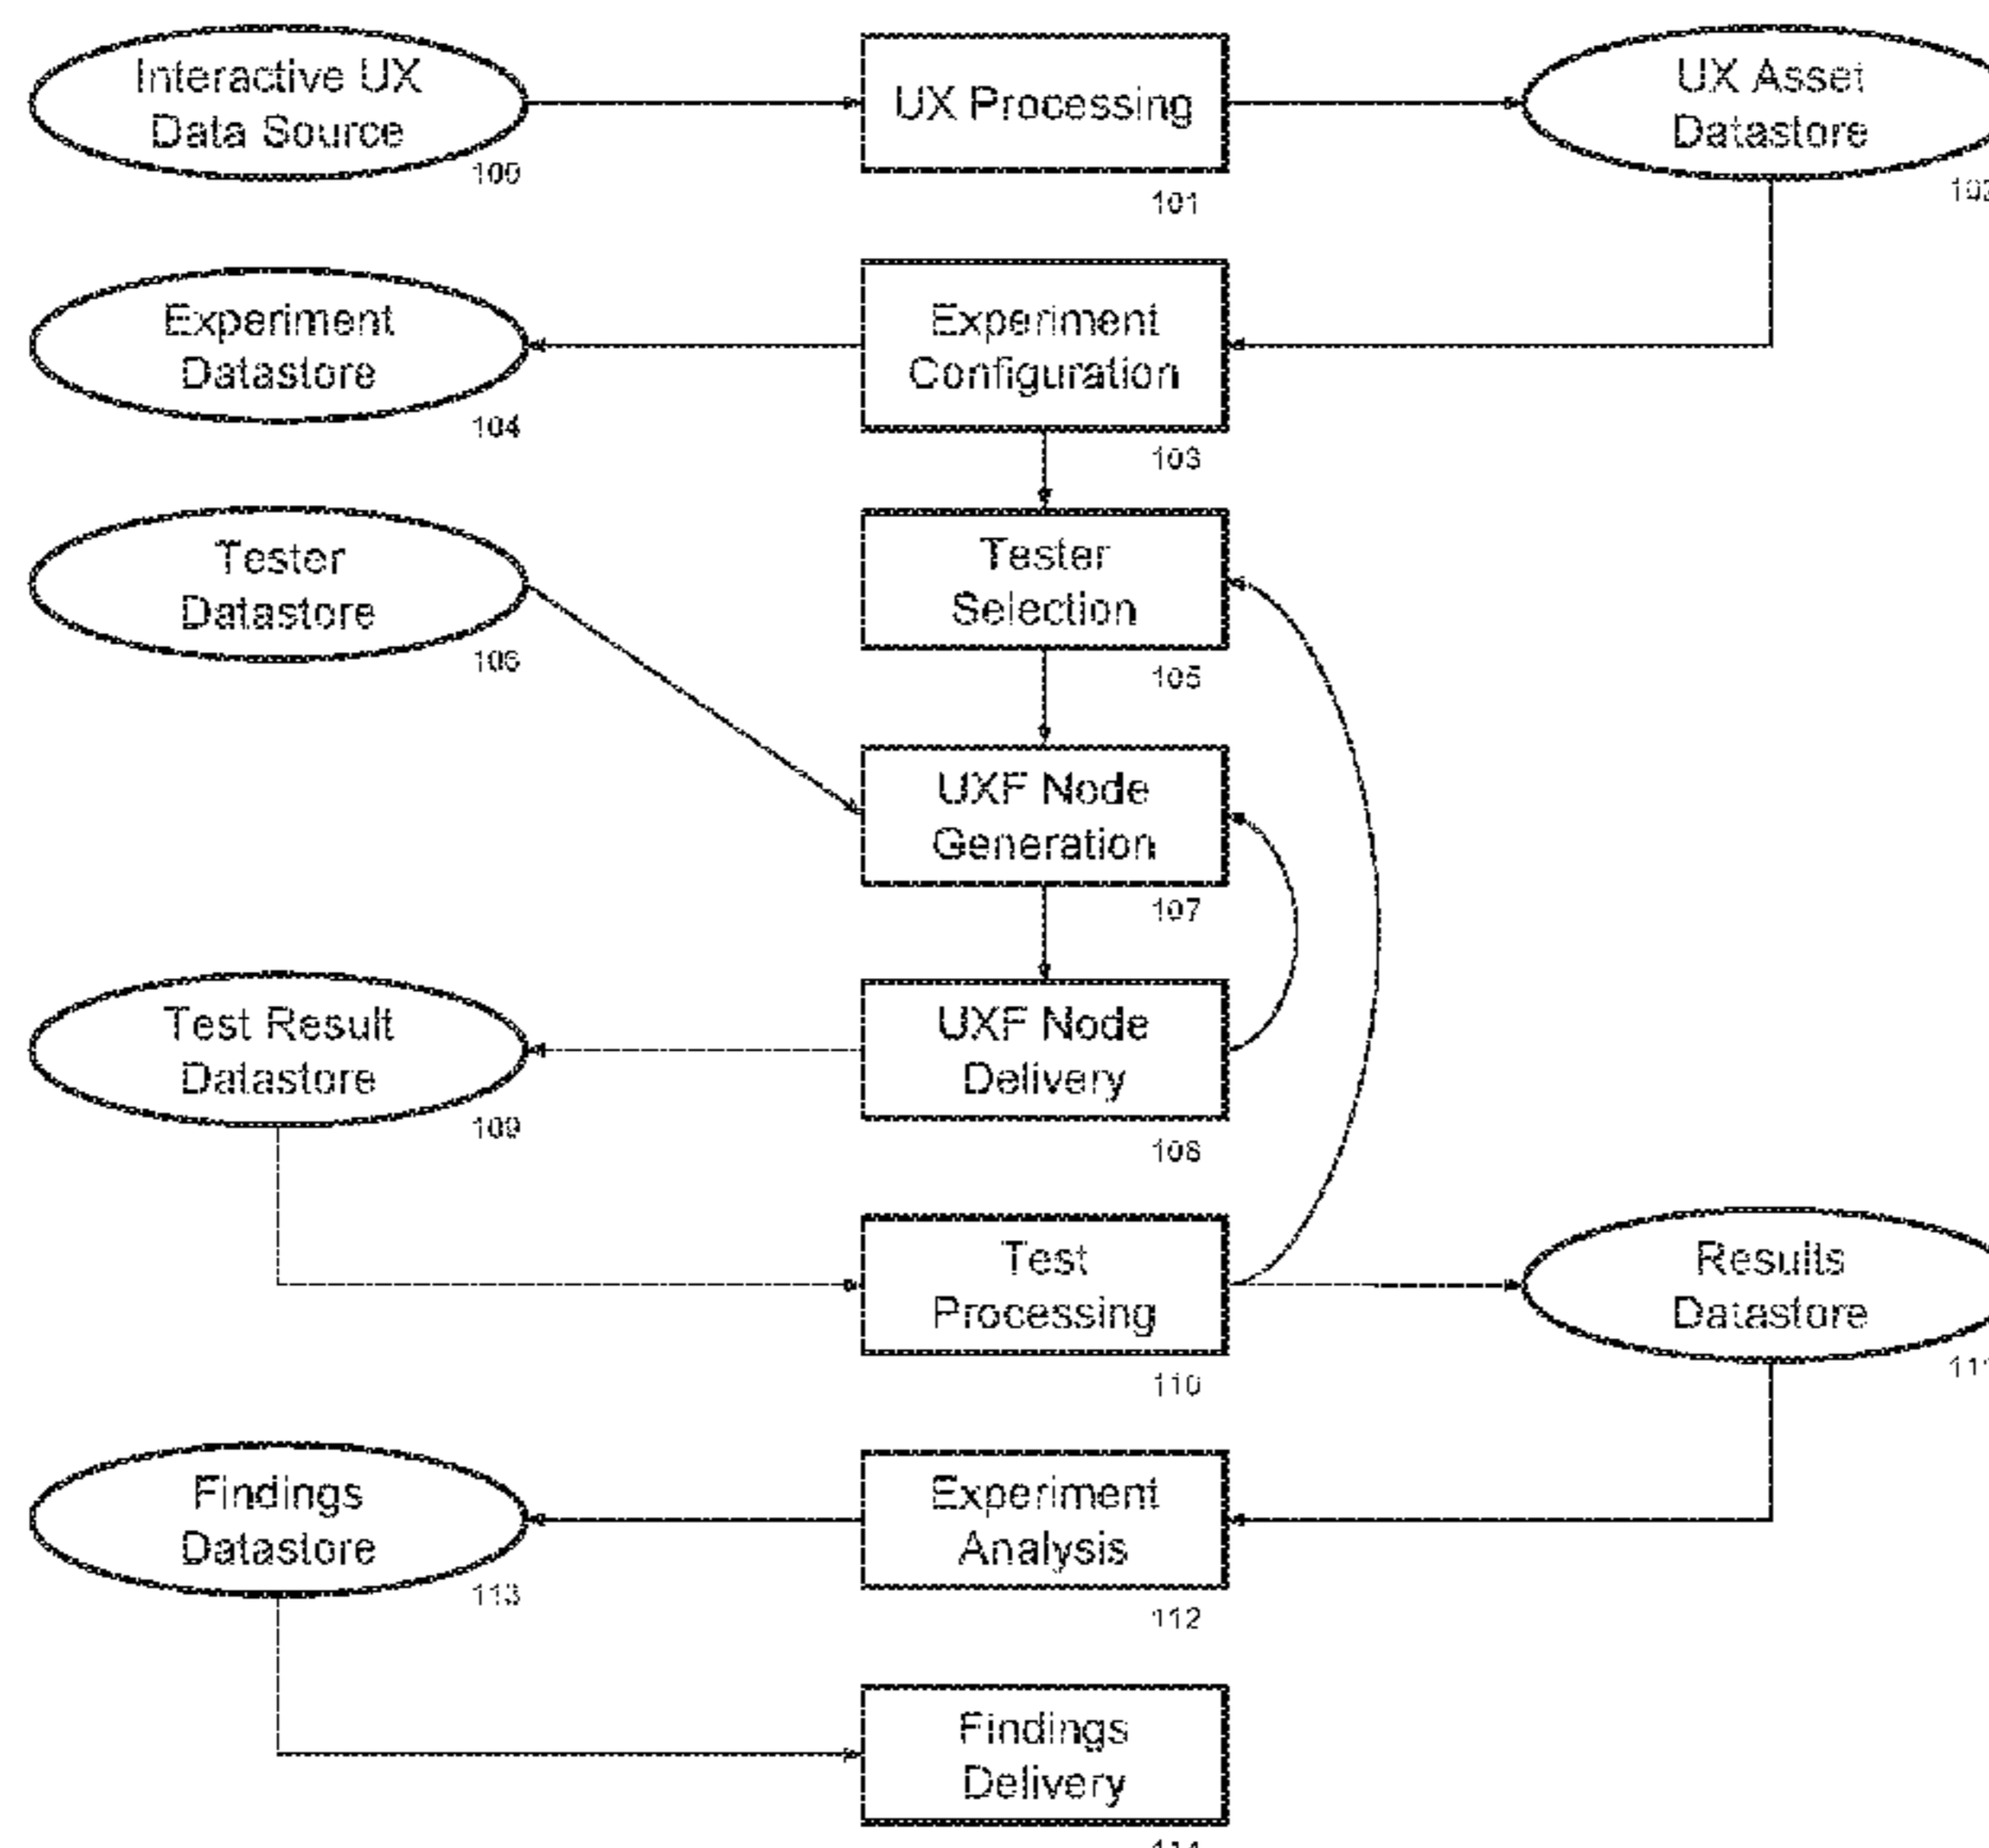 Interactive UX
Data Source
100
UX Processing
101
UX Asset
Datastore
102
Experiment
Datastore
104
Experiment
Configuration
103
Tester
Datastore
106
Tester
Selection
105
UXF Node
Generation
107
Test Result
Datastore
109
UXF Node
Delivery
108
Test
Processing
110
Results
Datastore
Findings
Datastore
113
Experiment
Analysis
112
Findings
Delivery